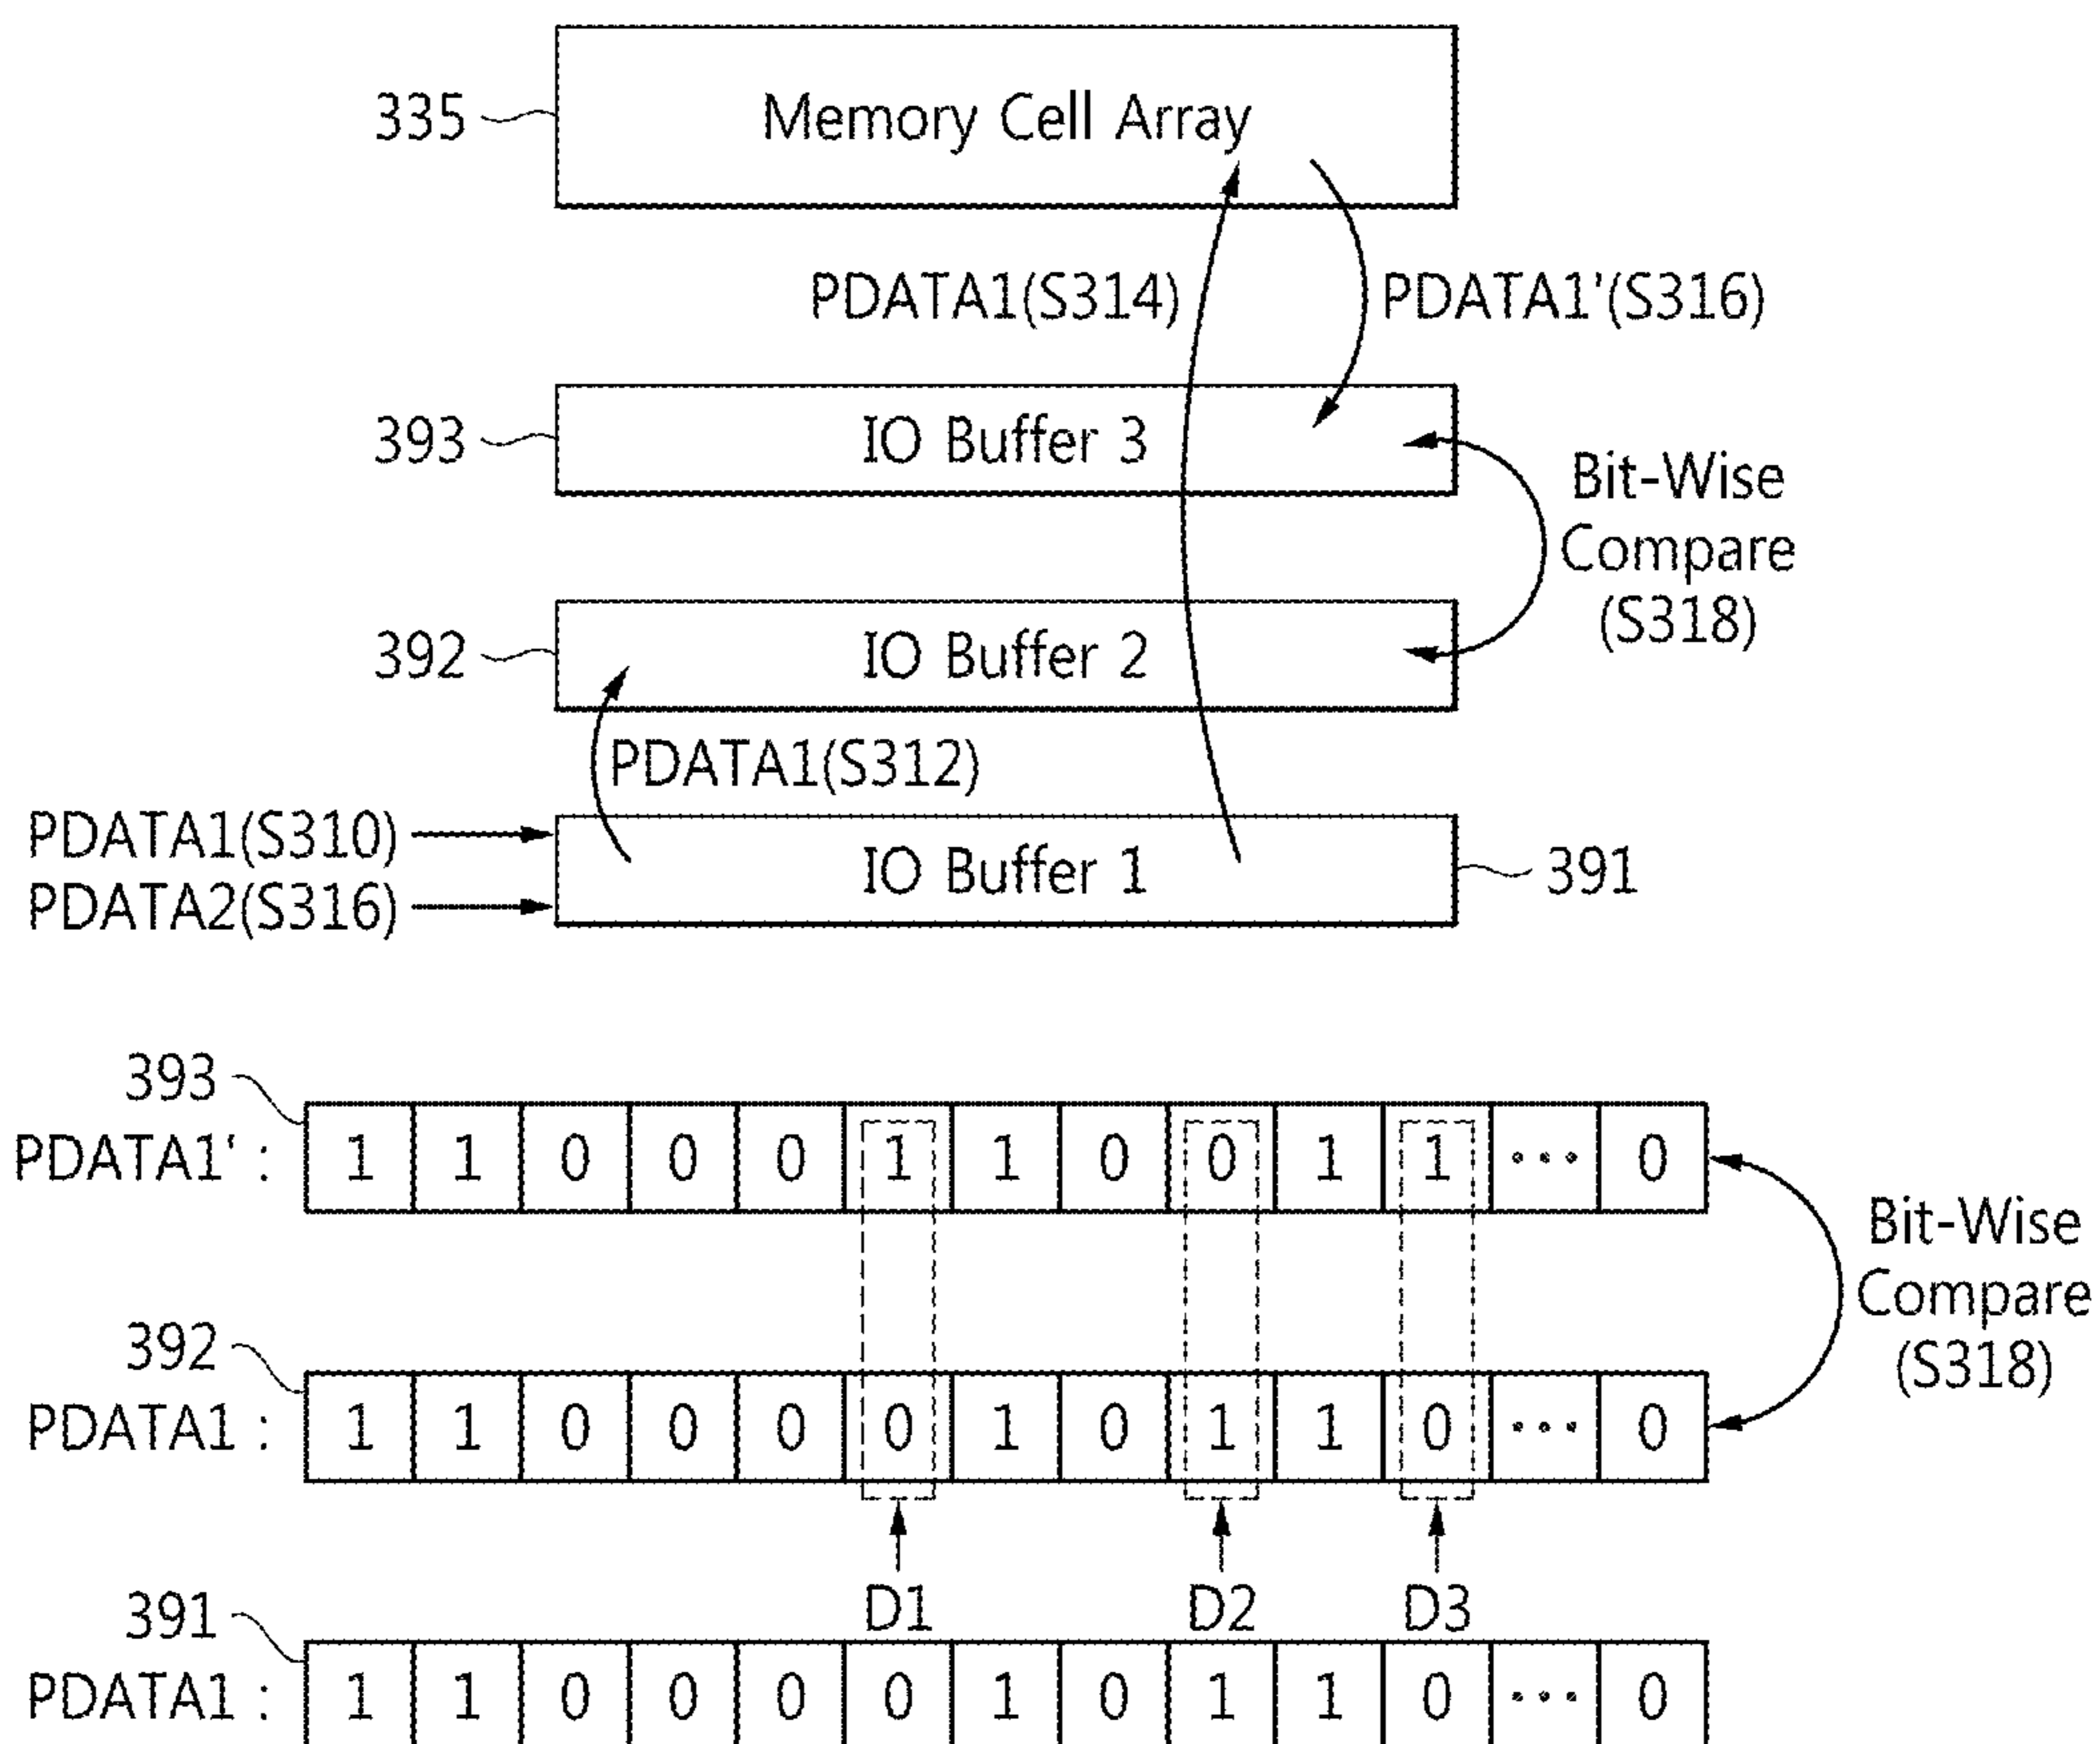 335
Memory Cell Array
PDATA1(S314)
PDATA1'(S316)
393
IO Buffer 3
Bit-Wise
Compare
(S318)
392
IO Buffer 2
PDATA1(S312)
PDATA1(S310)
PDATA2(S316)
IO Buffer 1
391
393
PDATA1' : 1 1 0 0 0 1 1 0 0 1 1 ··· 0
Bit-Wise
Compare
(S318)
392
PDATA1 : 1 1 0 0 0 0 1 0 1 1 0 ··· 0
D1 D2 D3
391
PDATA1 : 1 1 0 0 0 0 1 0 1 1 0 ··· 0